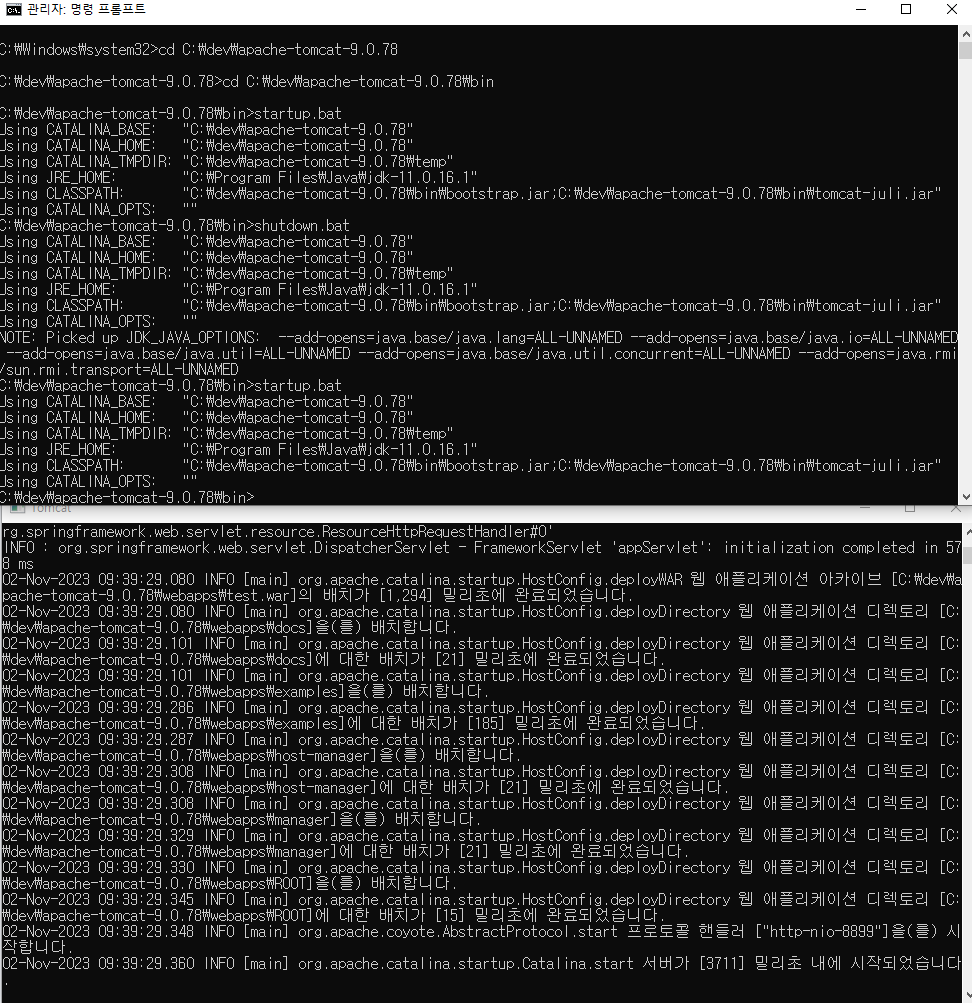 관리자: 명령 프롬프트
C:\Windows\system32>cd C:\dev\apache-tomcat-9.0.78
C:\dev\apache-tomcat-9.0.78>cd C:\dev\apache-tomcat-9.0.78\bin
C:\dev\apache-tomcat-9.0.78\bin>startup.bat
Using CATALINA_BASE:   "C:\dev\apache-tomcat-9.0.78"
Using CATALINA_HOME:   "C:\dev\apache-tomcat-9.0.78"
Using CATALINA_TMPDIR: "C:\dev\apache-tomcat-9.0.78\temp"
Using JRE_HOME:        "C:\Program Files\Java\jdk-11.0.16.1"
Using CLASSPATH:       "C:\dev\apache-tomcat-9.0.78\bin\bootstrap.jar;C:\dev\apache-tomcat-9.0.78\bin\tomcat-juli.jar"
Using CATALINA_OPTS:   ""
C:\dev\apache-tomcat-9.0.78\bin>shutdown.bat
Using CATALINA_BASE:   "C:\dev\apache-tomcat-9.0.78"
Using CATALINA_HOME:   "C:\dev\apache-tomcat-9.0.78"
Using CATALINA_TMPDIR: "C:\dev\apache-tomcat-9.0.78\temp"
Using JRE_HOME:        "C:\Program Files\Java\jdk-11.0.16.1"
Using CLASSPATH:       "C:\dev\apache-tomcat-9.0.78\bin\bootstrap.jar;C:\dev\apache-tomcat-9.0.78\bin\tomcat-juli.jar"
Using CATALINA_OPTS:   ""
NOTE: Picked up JDK_JAVA_OPTIONS:  --add-opens=java.base/java.lang=ALL-UNNAMED --add-opens=java.base/java.io=ALL-UNNAMED
 --add-opens=java.base/java.util=ALL-UNNAMED --add-opens=java.base/java.util.concurrent=ALL-UNNAMED --add-opens=java.rmi
/sun.rmi.transport=ALL-UNNAMED
C:\dev\apache-tomcat-9.0.78\bin>startup.bat
Using CATALINA_BASE:   "C:\dev\apache-tomcat-9.0.78"
Using CATALINA_HOME:   "C:\dev\apache-tomcat-9.0.78"
Using CATALINA_TMPDIR: "C:\dev\apache-tomcat-9.0.78\temp"
Using JRE_HOME:        "C:\Program Files\Java\jdk-11.0.16.1"
Using CLASSPATH:       "C:\dev\apache-tomcat-9.0.78\bin\bootstrap.jar;C:\dev\apache-tomcat-9.0.78\bin\tomcat-juli.jar"
Using CATALINA_OPTS:   ""
C:\dev\apache-tomcat-9.0.78\bin>
Tomcat
rg.springframework.web.servlet.resource.ResourceHttpRequestHandler#0'
INFO : org.springframework.web.servlet.DispatcherServlet - FrameworkServlet 'appServlet': initialization completed in 57
8 ms
02-Nov-2023 09:39:29.080 INFO [main] org.apache.catalina.startup.HostConfig.deployWAR 웹 애플리케이션 아카이브 [C:\dev\a
pache-tomcat-9.0.78\webapps\test.war]의 배치가 [1,294] 밀리초에 완료되었습니다.
02-Nov-2023 09:39:29.080 INFO [main] org.apache.catalina.startup.HostConfig.deployDirectory 웹 애플리케이션 디렉토리 [C:
\dev\apache-tomcat-9.0.78\webapps\docs]을(를) 배치합니다.
02-Nov-2023 09:39:29.101 INFO [main] org.apache.catalina.startup.HostConfig.deployDirectory 웹 애플리케이션 디렉토리 [C:
\dev\apache-tomcat-9.0.78\webapps\docs]에 대한 배치가 [21] 밀리초에 완료되었습니다.
02-Nov-2023 09:39:29.101 INFO [main] org.apache.catalina.startup.HostConfig.deployDirectory 웹 애플리케이션 디렉토리 [C:
\dev\apache-tomcat-9.0.78\webapps\examples]을(를) 배치합니다.
02-Nov-2023 09:39:29.286 INFO [main] org.apache.catalina.startup.HostConfig.deployDirectory 웹 애플리케이션 디렉토리 [C:
\dev\apache-tomcat-9.0.78\webapps\examples]에 대한 배치가 [185] 밀리초에 완료되었습니다.
02-Nov-2023 09:39:29.287 INFO [main] org.apache.catalina.startup.HostConfig.deployDirectory 웹 애플리케이션 디렉토리 [C:
\dev\apache-tomcat-9.0.78\webapps\host-manager]을(를) 배치합니다.
02-Nov-2023 09:39:29.308 INFO [main] org.apache.catalina.startup.HostConfig.deployDirectory 웹 애플리케이션 디렉토리 [C:
\dev\apache-tomcat-9.0.78\webapps\host-manager]에 대한 배치가 [21] 밀리초에 완료되었습니다.
02-Nov-2023 09:39:29.308 INFO [main] org.apache.catalina.startup.HostConfig.deployDirectory 웹 애플리케이션 디렉토리 [C:
\dev\apache-tomcat-9.0.78\webapps\manager]을(를) 배치합니다.
02-Nov-2023 09:39:29.329 INFO [main] org.apache.catalina.startup.HostConfig.deployDirectory 웹 애플리케이션 디렉토리 [C:
\dev\apache-tomcat-9.0.78\webapps\manager]에 대한 배치가 [21] 밀리초에 완료되었습니다.
02-Nov-2023 09:39:29.330 INFO [main] org.apache.catalina.startup.HostConfig.deployDirectory 웹 애플리케이션 디렉토리 [C:
\dev\apache-tomcat-9.0.78\webapps\ROOT]을(를) 배치합니다.
02-Nov-2023 09:39:29.345 INFO [main] org.apache.catalina.startup.HostConfig.deployDirectory 웹 애플리케이션 디렉토리 [C:
\dev\apache-tomcat-9.0.78\webapps\ROOT]에 대한 배치가 [15] 밀리초에 완료되었습니다.
02-Nov-2023 09:39:29.348 INFO [main] org.apache.coyote.AbstractProtocol.start 프로토콜 핸들러 ["http-nio-8899"]을(를) 시
작합니다.
02-Nov-2023 09:39:29.360 INFO [main] org.apache.catalina.startup.Catalina.start 서버가 [3711] 밀리초 내에 시작되었습니다
.